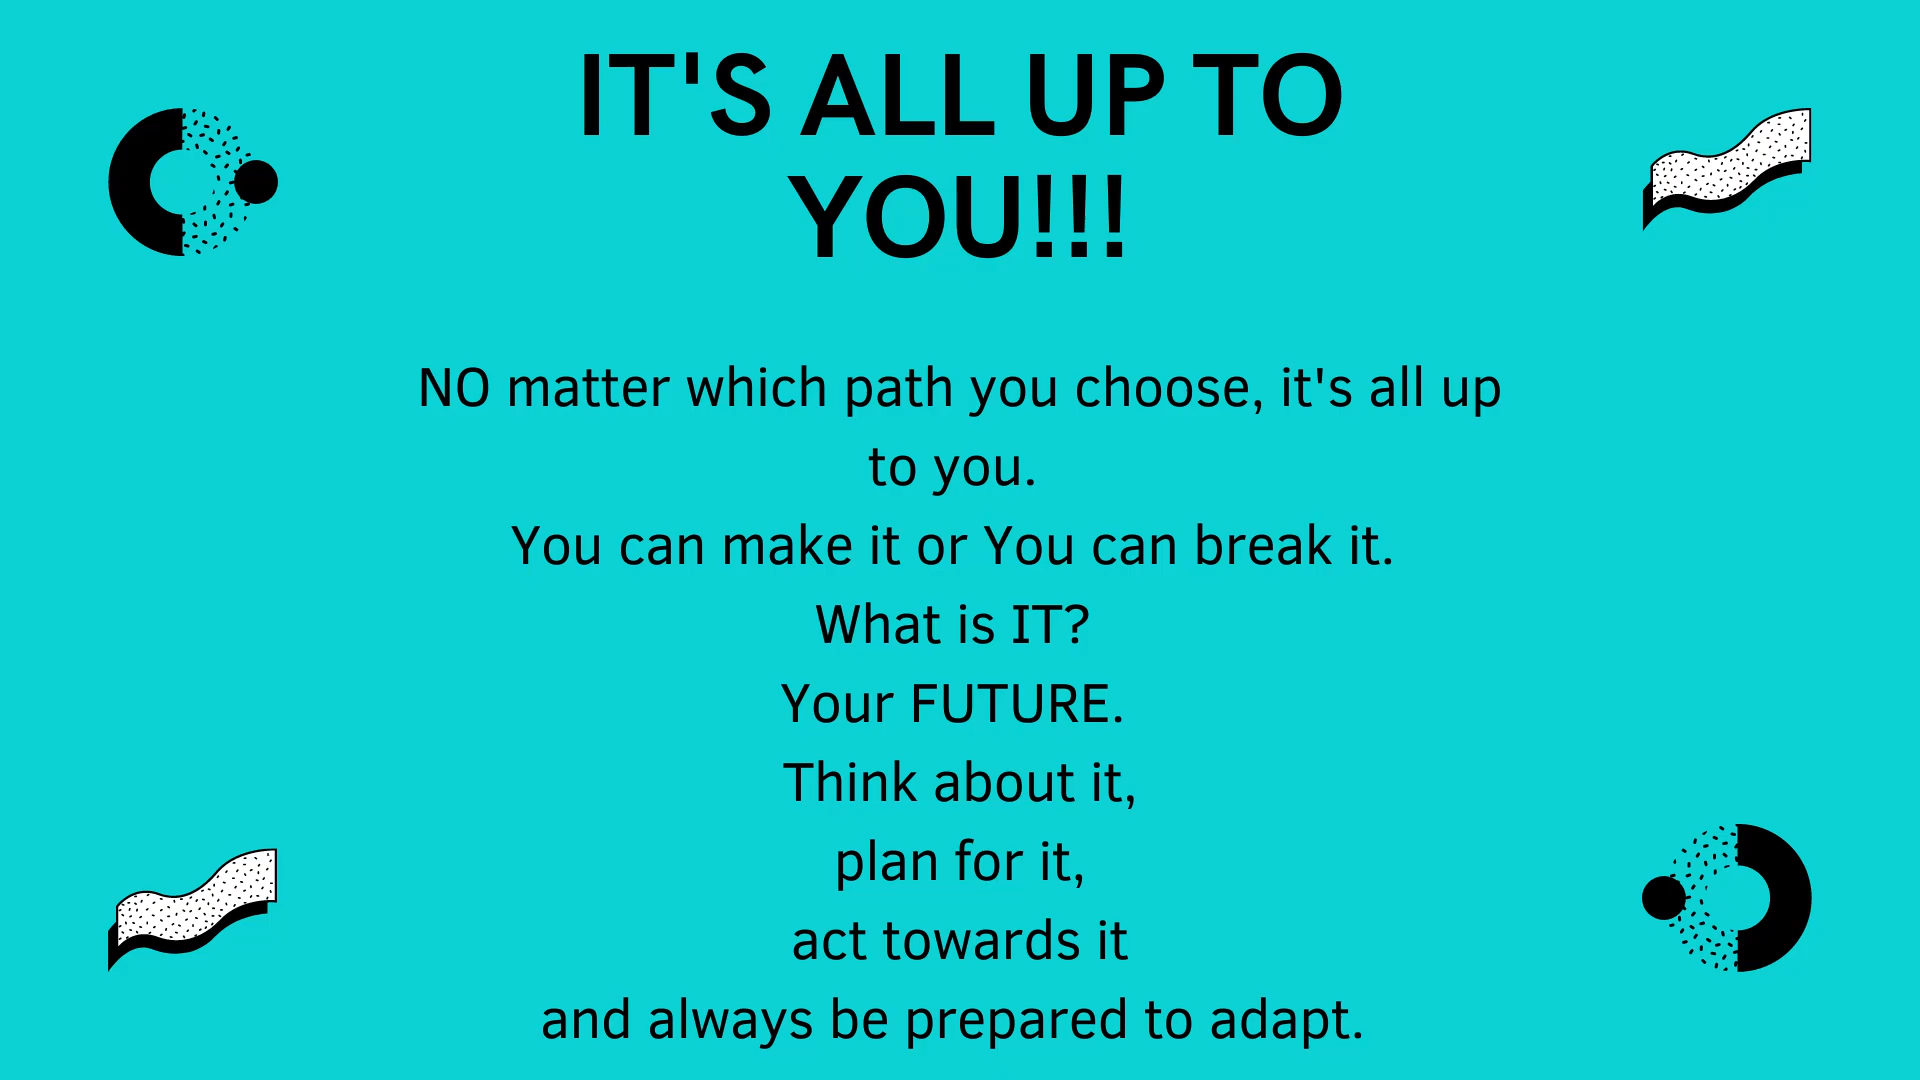 IT'S ALL UP TO
YOU!!!
NO matter which path you choose, it's all up
to you.
You can make it or You can break it.
What is IT?
Your FUTURE.
Think about it,
plan for it,
act towards it
and always be prepared to adapt.